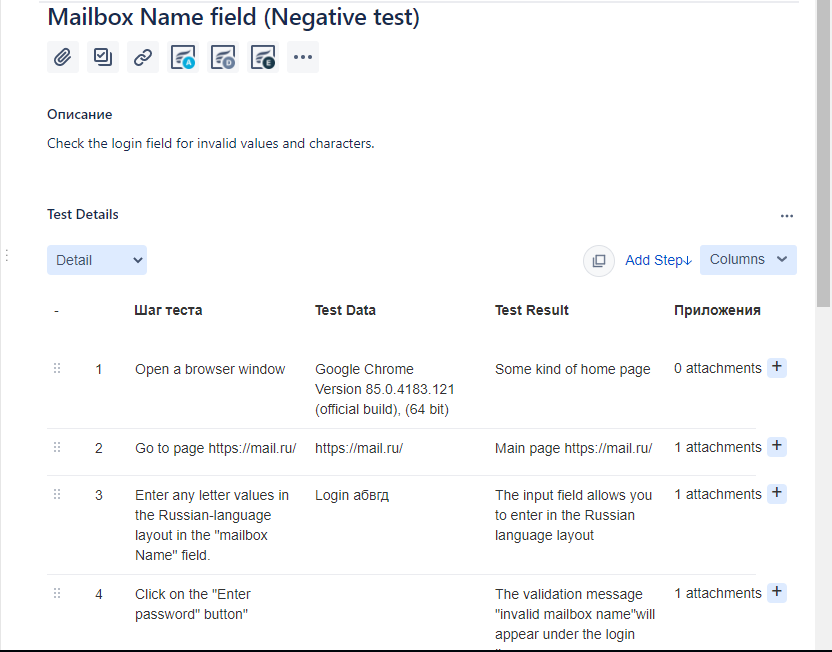 Mailbox Name field (Negative test)
A D E
Описание
Check the login field for invalid values and characters.
Test Details
Detail Add Step↓ Columns
- Шаг теста Test Data Test Result Приложения
1 Open a browser window Google Chrome Some kind of home page 0 attachments +
Version 85.0.4183.121
(official build), (64 bit)
2 Go to page https://mail.ru/ https://mail.ru/ Main page https://mail.ru/ 1 attachments +
3 Enter any letter values in Login абвгд The input field allows you 1 attachments +
the Russian-language to enter in the Russian
layout in the "mailbox language layout
Name" field.
4 Click on the "Enter The validation message 1 attachments +
password" button" "invalid mailbox name"will
appear under the login